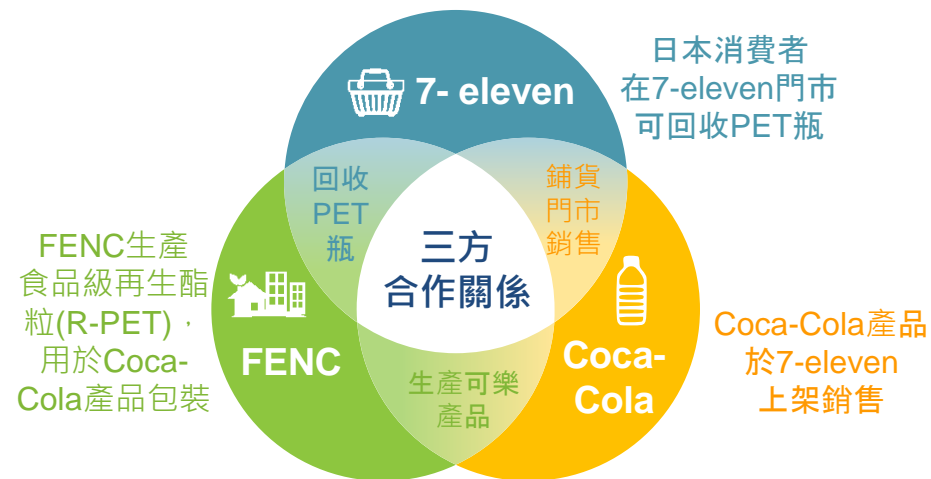 7- eleven
日本消費者
在7-eleven門市
可回收PET瓶
回收
PET
瓶
鋪貨
門市
銷售
三方
合作關係
FENC生產
食品級再生酯
粒(R-PET)，
用於Coca-
Cola產品包裝
FENC
Coca-
Cola
生產可樂
產品
Coca-Cola產品
於7-eleven
上架銷售